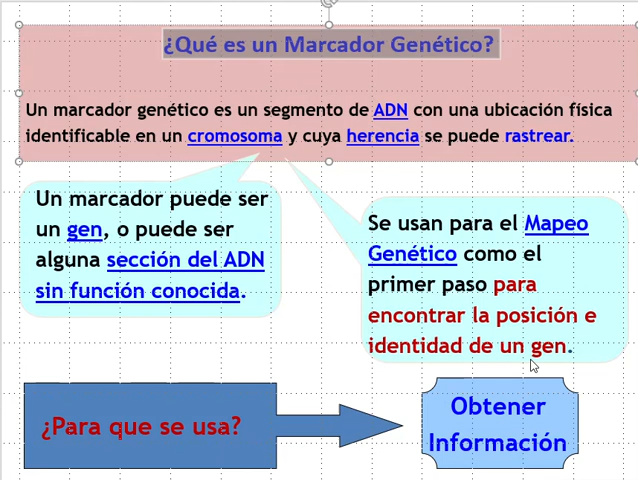 ¿Qué es un Marcador Genético?
Un marcador genético es un segmento de ADN con una ubicación física
identificable en un cromosoma y cuya herencia se puede rastrear.
Un marcador puede ser
un gen, o puede ser
alguna sección del ADN
sin función conocida.
Se usan para el Mapeo
Genético como el
primer paso para
encontrar la posición e
identidad de un gen.
¿Para que se usa?
Obtener
Información